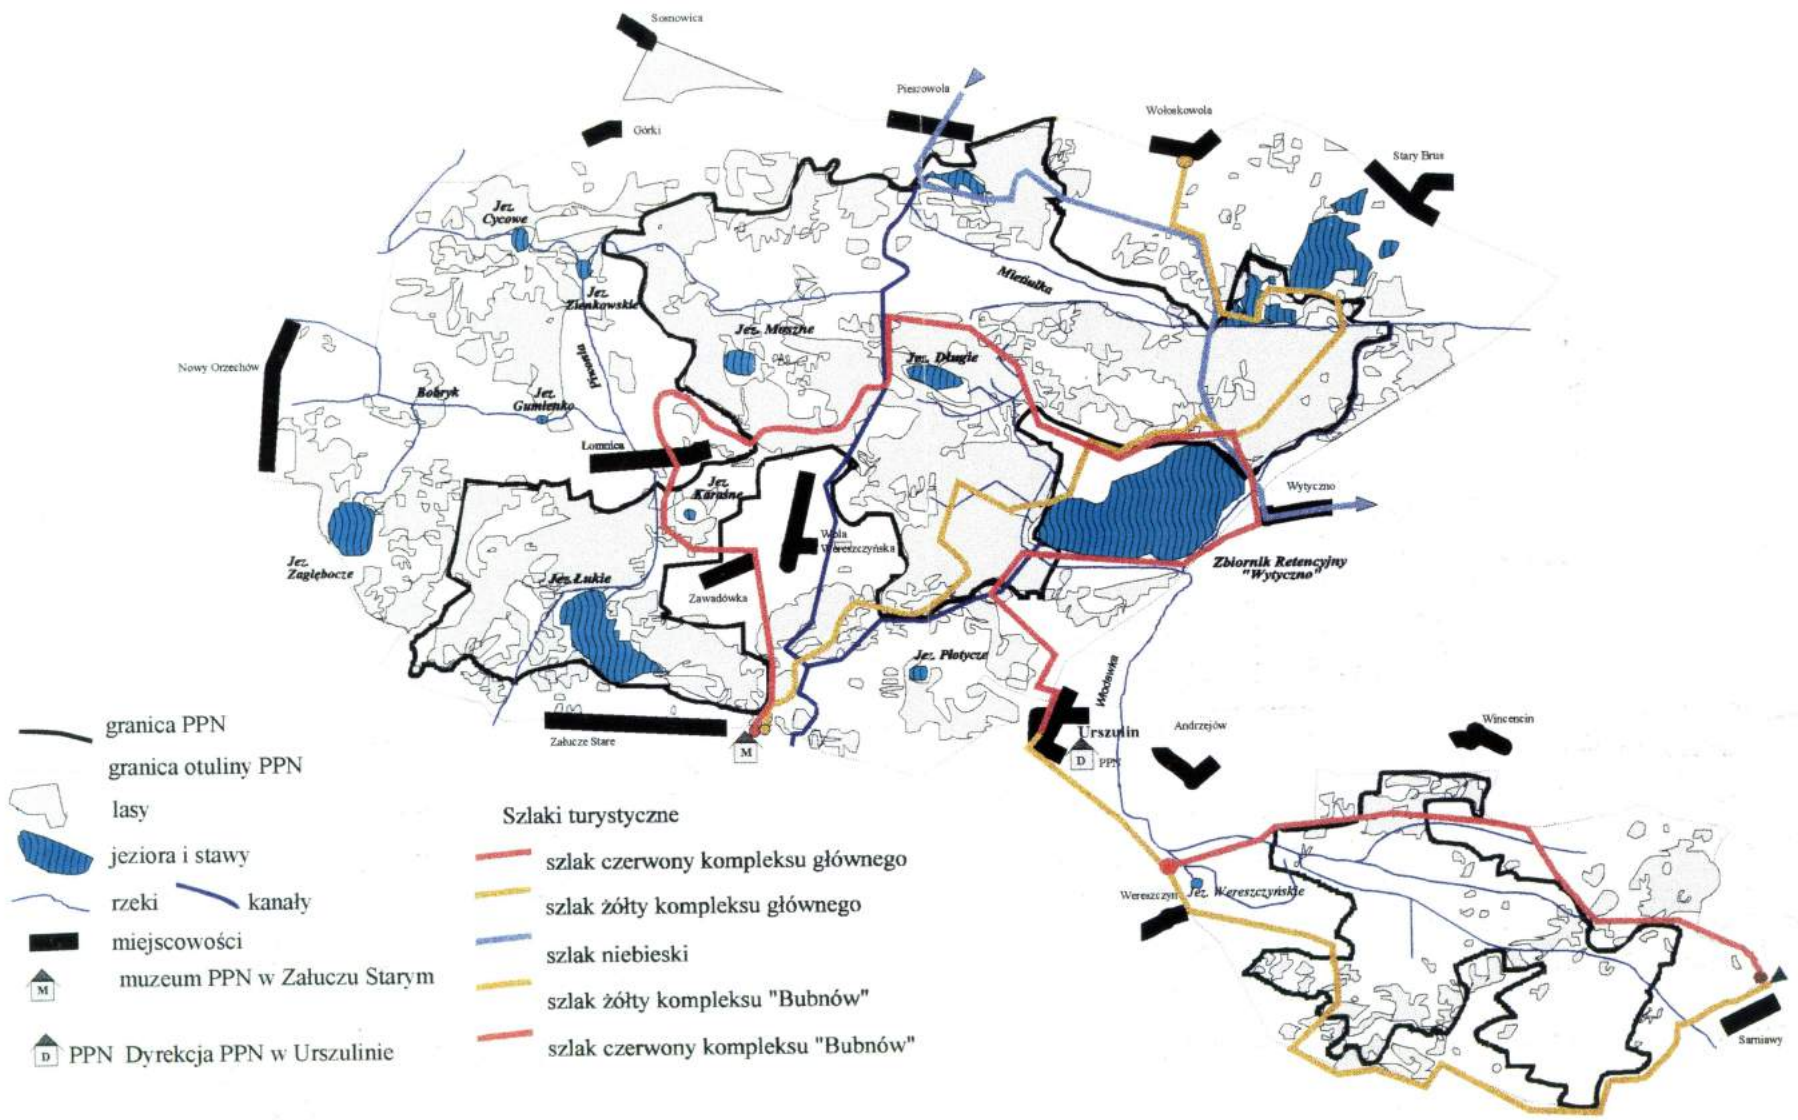 Sosnowica
Pieszowola
Wołoskowola
Górki
Stary Brus
Jez.
Cycowe
Mietiułka
Jez.
Zienkowskie
Jez. Moszne
Piwonia
Jez. Długie
Nowy Orzechów
Bobryk
Jez.
Gumienko
Łomnica
Jez.
Karaśne
Wytyczno
Wola
Wereszczyńska
Jez.
Zagłębocze
Jez. Łukie
Zbiornik Retencyjny
"Wytyczno"
Zawadówka
Jez. Płotycze
Włodawka
granica PPN
Załucze Stare
M
Urszulin
D
PPN
Andrzejów
Wincencin
granica otuliny PPN
lasy
Szlaki turystyczne
jeziora i stawy
szlak czerwony kompleksu głównego
rzeki
kanały
szlak żółty kompleksu głównego
Wereszczyn
Jez. Wereszczyńskie
miejscowości
szlak niebieski
M
muzeum PPN w Załuczu Starym
szlak żółty kompleksu "Bubnów"
D
PPN Dyrekcja PPN w Urszulinie
szlak czerwony kompleksu "Bubnów"
Samiawy